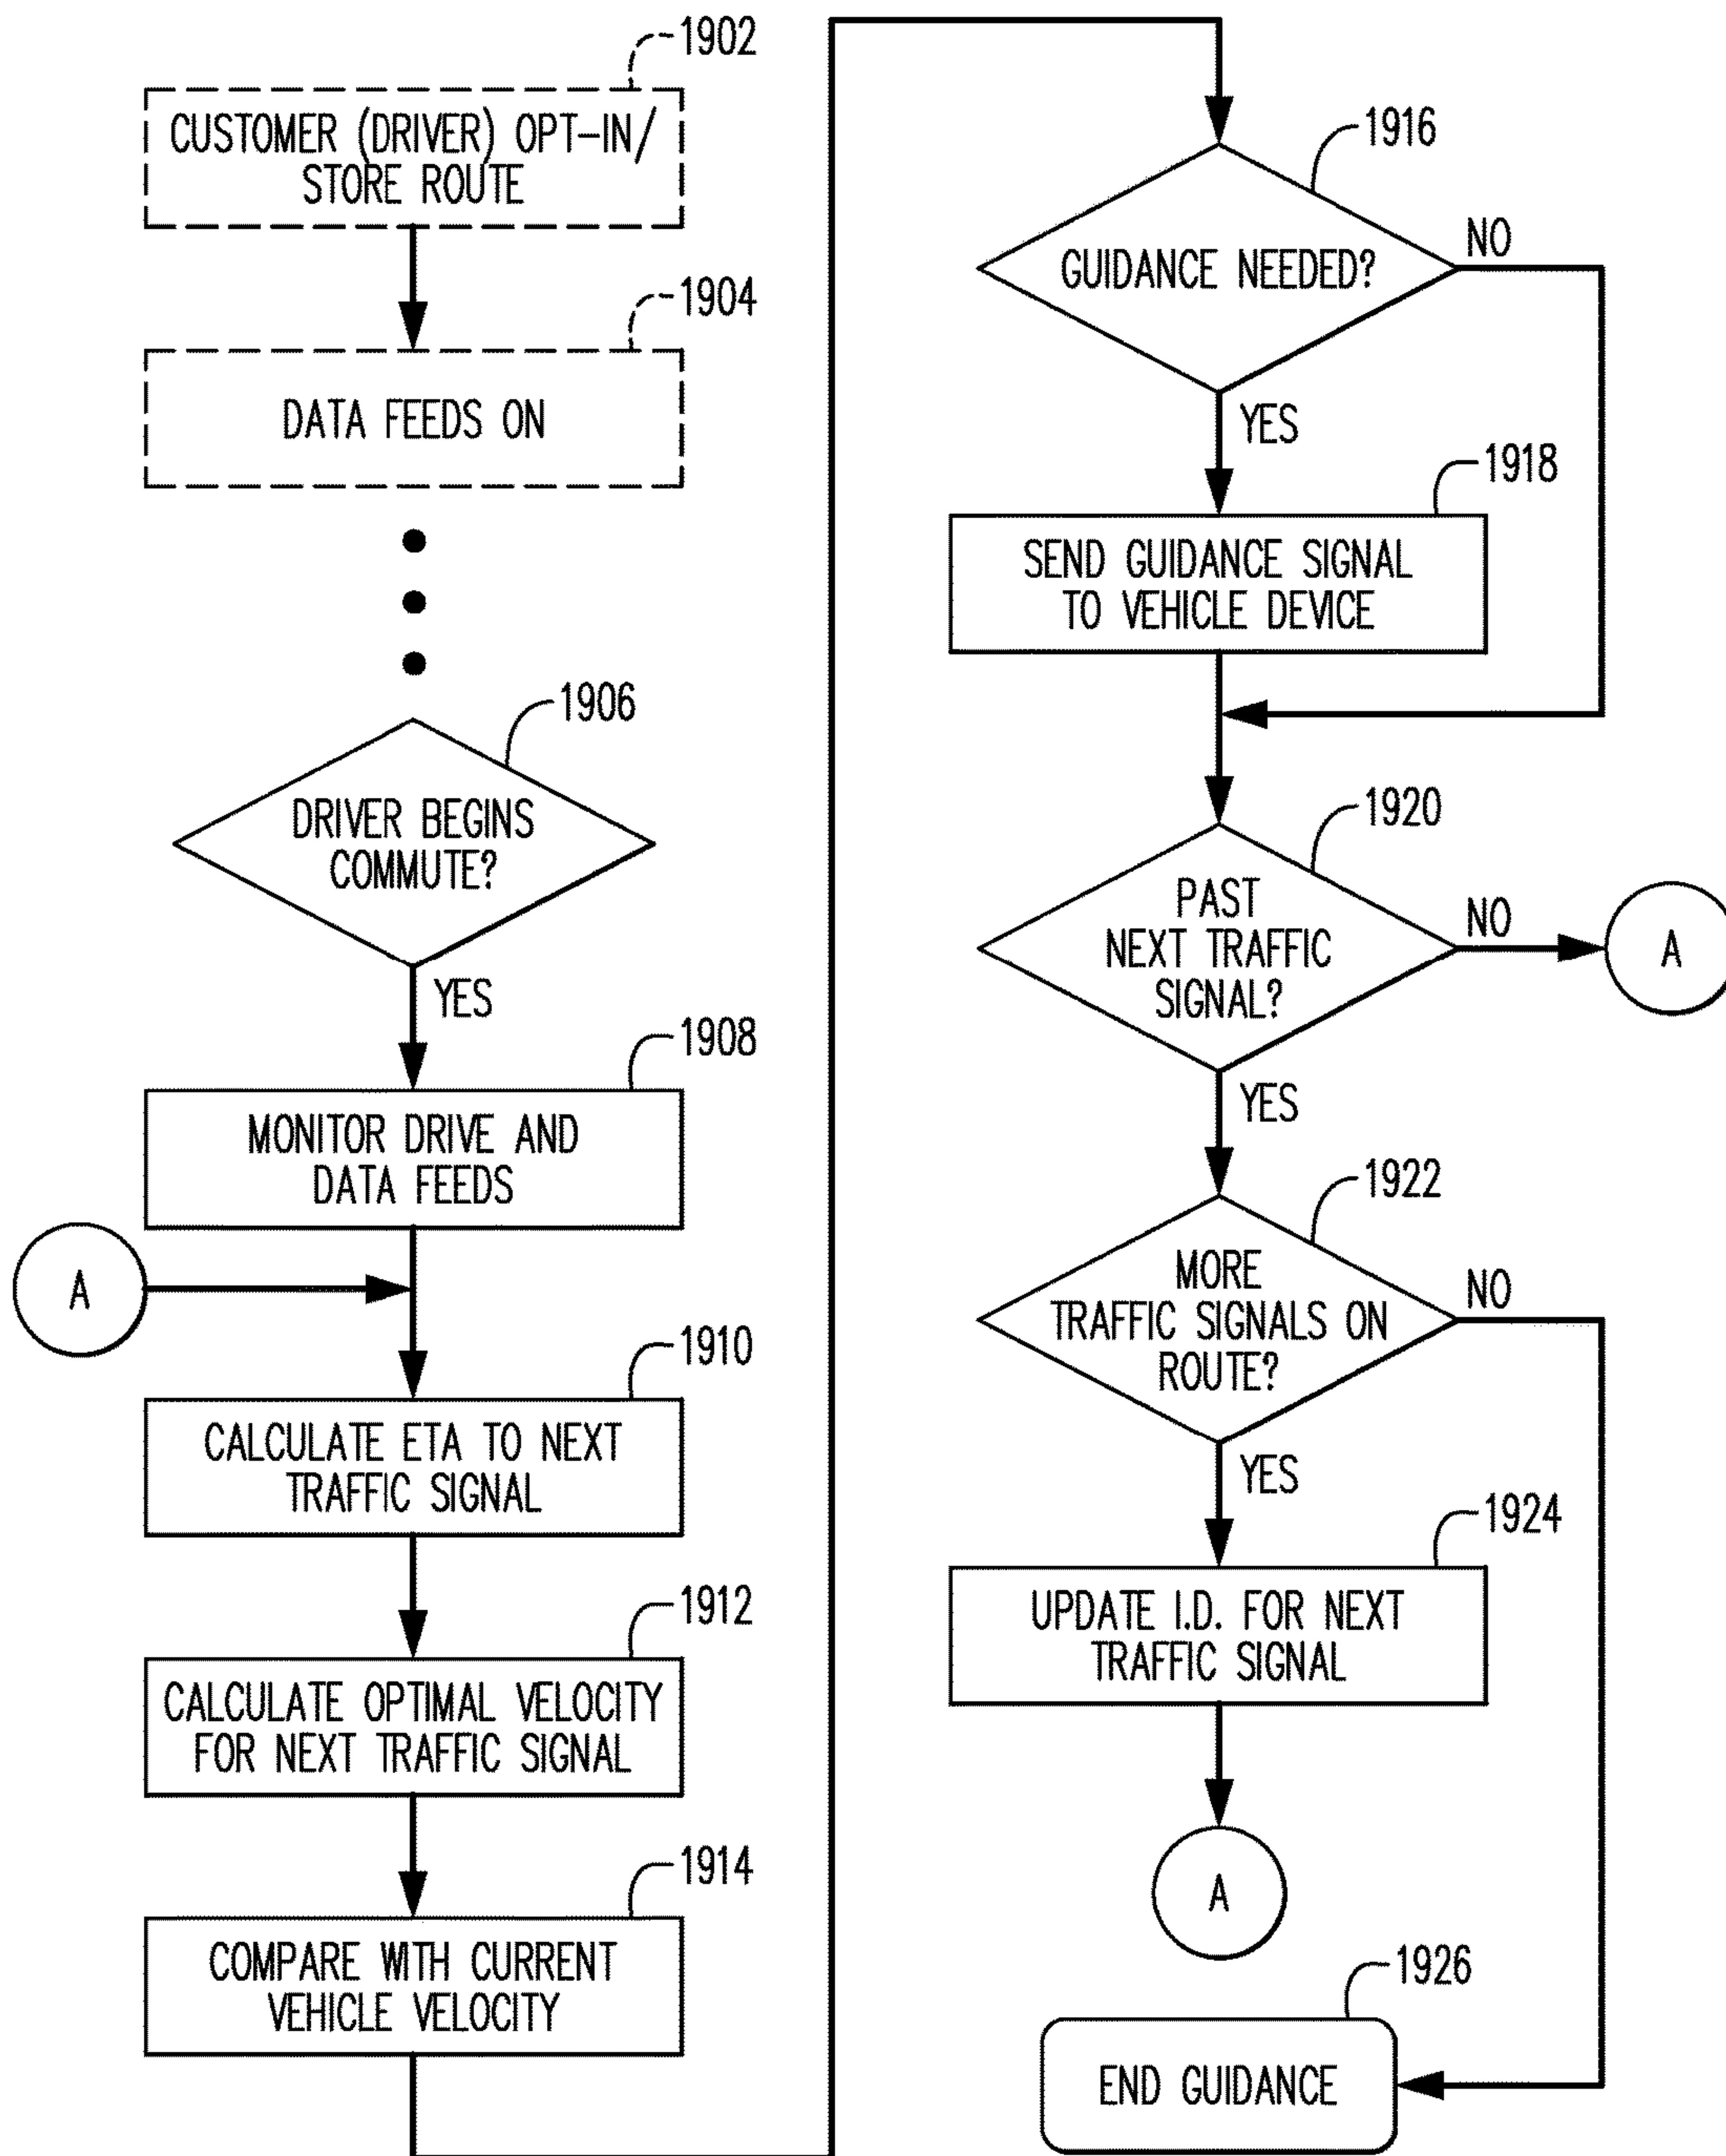 1902
CUSTOMER (DRIVER) OPT-IN/
STORE ROUTE
1904
DATA FEEDS ON
1906
DRIVER BEGINS
COMMUTE?
YES
1908
MONITOR DRIVE AND
DATA FEEDS
A
1910
CALCULATE ETA TO NEXT
TRAFFIC SIGNAL
1912
CALCULATE OPTIMAL VELOCITY
FOR NEXT TRAFFIC SIGNAL
1914
COMPARE WITH CURRENT
VEHICLE VELOCITY
1916
GUIDANCE NEEDED?
NO
YES
1918
SEND GUIDANCE SIGNAL
TO VEHICLE DEVICE
1920
PAST
NEXT TRAFFIC
SIGNAL?
NO
A
YES
1922
MORE
TRAFFIC SIGNALS ON
ROUTE?
NO
YES
1924
UPDATE I.D. FOR NEXT
TRAFFIC SIGNAL
A
1926
END GUIDANCE